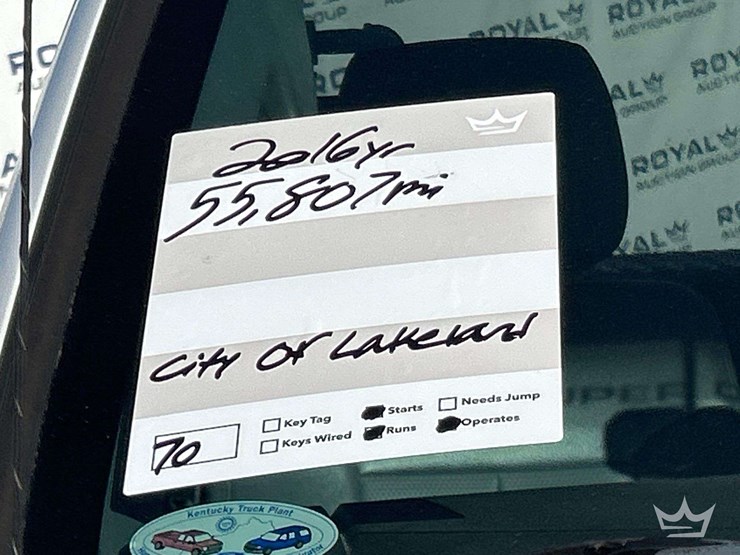 ROYAL
AUCTION GROUP
ROYAL
2016yr
55,807mi
City Of Lakeland
70
Key Tag
Starts
Needs Jump
Keys Wired
Runs
Operates
Kentucky Truck Plant